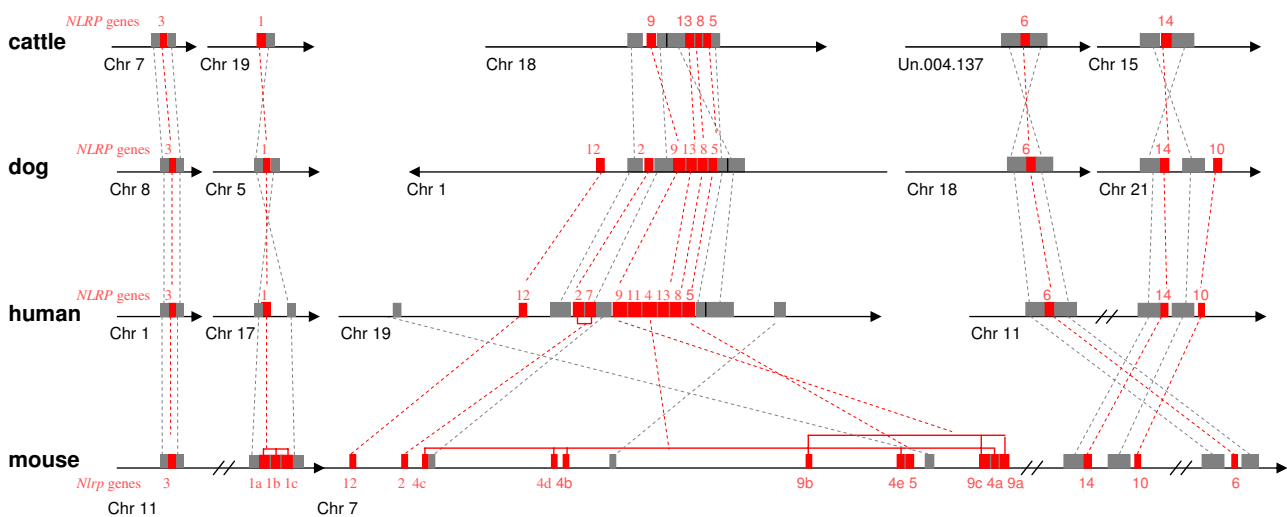 NLRP genes 3 1 9 13 8 5 6 14
cattle
Chr 7 Chr 19 Chr 18 Un.004.137 Chr 15
NLRP genes 3 1 12 2 9 13 8 5 6 14 10
dog
Chr 8 Chr 5 Chr 1 Chr 18 Chr 21
NLRP genes 3 1 12 2 7 9 11 4 13 8 5 6 14 10
human
Chr 1 Chr 17 Chr 19 Chr 11
mouse
Nlrp genes 3 1a 1b 1c 12 2 4c 4d 4b 9b 4e 5 9c 4a 9a 14 10 6
Chr 11 Chr 7